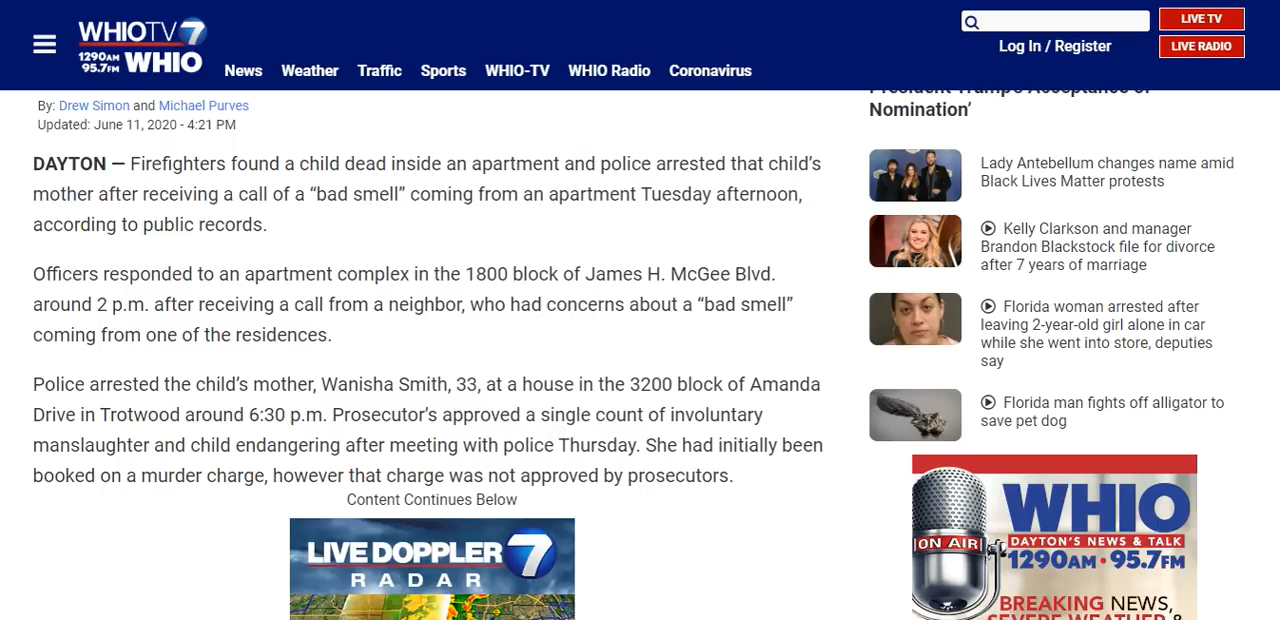 WHIOTV 7
1290AM
95.7FM WHIO
News Weather Traffic Sports WHIO-TV WHIO Radio Coronavirus
LIVE TV
Log In / Register
LIVE RADIO
By: Drew Simon and Michael Purves
Updated: June 11, 2020 - 4:21 PM
DAYTON — Firefighters found a child dead inside an apartment and police arrested that child's
mother after receiving a call of a “bad smell” coming from an apartment Tuesday afternoon,
according to public records.
Officers responded to an apartment complex in the 1800 block of James H. McGee Blvd.
around 2 p.m. after receiving a call from a neighbor, who had concerns about a “bad smell”
coming from one of the residences.
Police arrested the child's mother, Wanisha Smith, 33, at a house in the 3200 block of Amanda
Drive in Trotwood around 6:30 p.m. Prosecutor's approved a single count of involuntary
manslaughter and child endangering after meeting with police Thursday. She had initially been
booked on a murder charge, however that charge was not approved by prosecutors.
Content Continues Below
LIVE DOPPLER 7
RADAR
President Trump's Acceptance of
Nomination’
Lady Antebellum changes name amid
Black Lives Matter protests
Kelly Clarkson and manager
Brandon Blackstock file for divorce
after 7 years of marriage
Florida woman arrested after
leaving 2-year-old girl alone in car
while she went into store, deputies
say
Florida man fights off alligator to
save pet dog
ON AIR
WHIO
DAYTON'S NEWS & TALK
1290AM • 95.7FM
BREAKING NEWS,
SEVERE WEATHER &